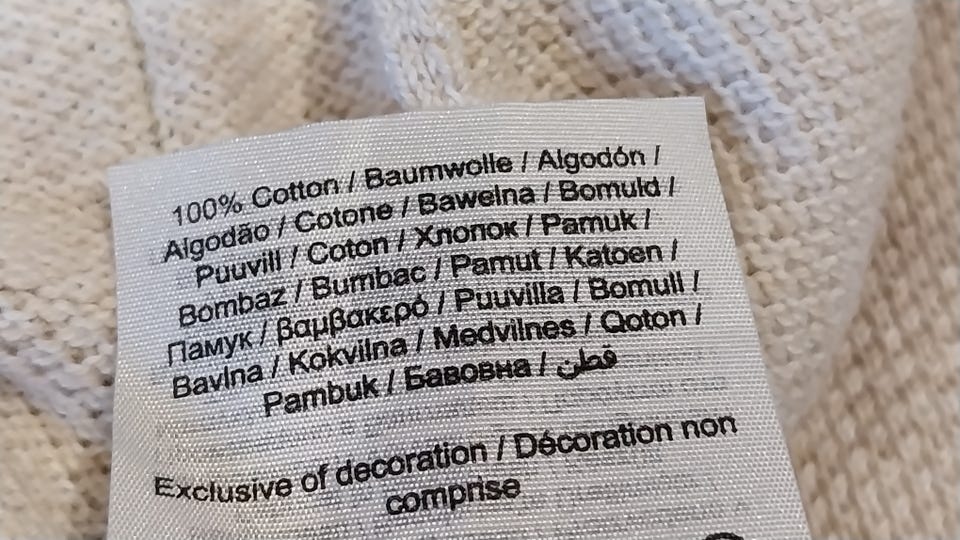 100% Cotton / Baumwolle / Algodón /
Algodão / Cotone / Bawełna / Bomuld /
Puuvill / Coton / Хлопок / Pamuk /
Bombaz / Bumbac / Pamut / Katoen /
Памук / βαμβακερό / Puuvilla / Bomull /
Bavlna / Kokvilna / Medvilnes / Qoton /
Pambuk / Бавовна / قطن
Exclusive of decoration / Décoration non
comprise